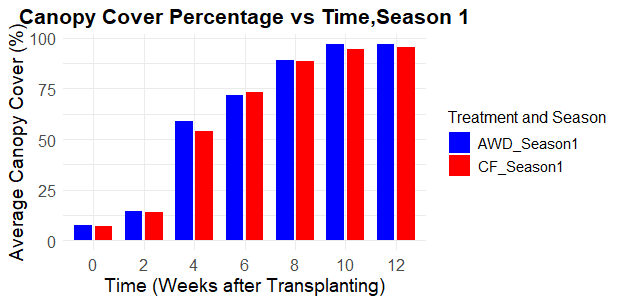 Canopy Cover Percentage vs Time,Season 1
Average Canopy Cover (%)
100
75
50
25
0
0 2 4 6 8 10 12
Time (Weeks after Transplanting)
Treatment and Season
AWD_Season1
CF_Season1